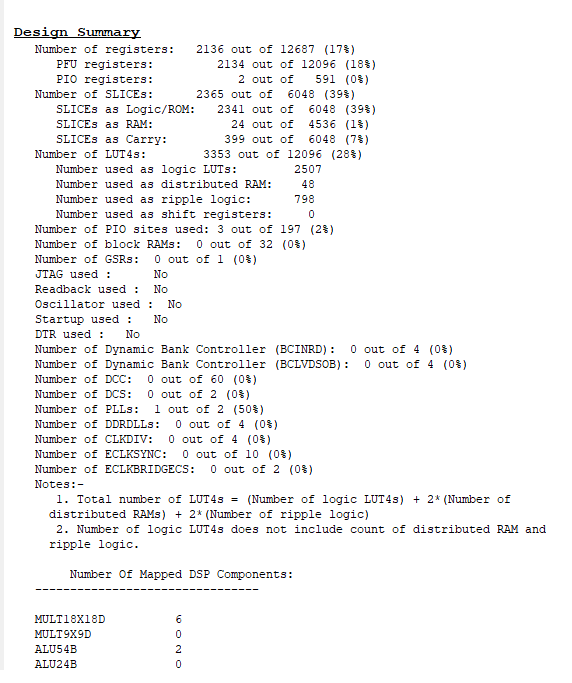 Design Summary
Number of registers: 2136 out of 12687 (17%)
PFU registers: 2134 out of 12096 (18%)
PIO registers: 2 out of 591 (0%)
Number of SLICEs: 2365 out of 6048 (39%)
SLICEs as Logic/ROM: 2341 out of 6048 (39%)
SLICEs as RAM: 24 out of 4536 (1%)
SLICEs as Carry: 399 out of 6048 (7%)
Number of LUT4s: 3353 out of 12096 (28%)
Number used as logic LUTs: 2507
Number used as distributed RAM: 48
Number used as ripple logic: 798
Number used as shift registers: 0
Number of PIO sites used: 3 out of 197 (2%)
Number of block RAMs: 0 out of 32 (0%)
Number of GSRs: 0 out of 1 (0%)
JTAG used : No
Readback used : No
Oscillator used : No
Startup used : No
DTR used : No
Number of Dynamic Bank Controller (BCINRD): 0 out of 4 (0%)
Number of Dynamic Bank Controller (BCLVDSOB): 0 out of 4 (0%)
Number of DCC: 0 out of 60 (0%)
Number of DCS: 0 out of 2 (0%)
Number of PLLs: 1 out of 2 (50%)
Number of DDRDLLs: 0 out of 4 (0%)
Number of CLKDIV: 0 out of 4 (0%)
Number of ECLKSYNC: 0 out of 10 (0%)
Number of ECLKBRIDGECS: 0 out of 2 (0%)
Notes:-
1. Total number of LUT4s = (Number of logic LUT4s) + 2*(Number of
distributed RAMs) + 2*(Number of ripple logic)
2. Number of logic LUT4s does not include count of distributed RAM and
ripple logic.
Number Of Mapped DSP Components:
--------------------------------
MULT18X18D 6
MULT9X9D 0
ALU54B 2
ALU24B 0